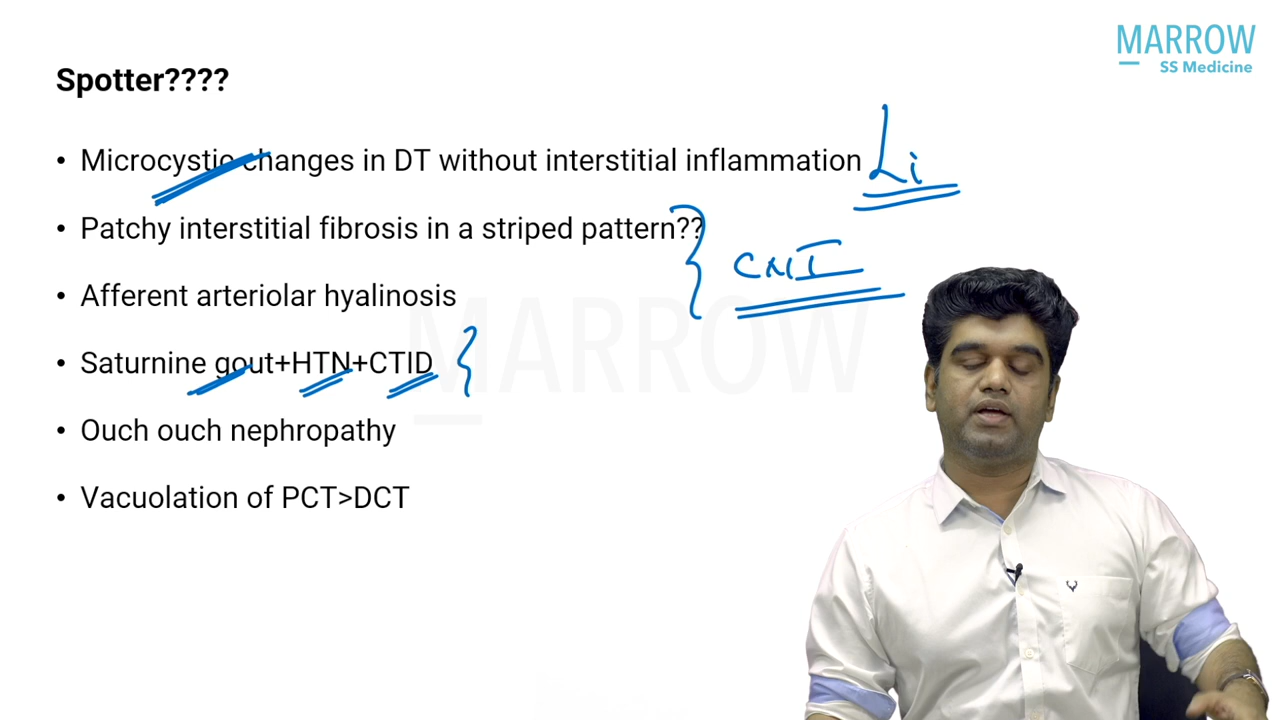 MARROW
SS Medicine
Spotter????
• Microcystic changes in DT without interstitial inflammation Li
• Patchy interstitial fibrosis in a striped pattern??
CNI
• Afferent arteriolar hyalinosis
MARROW
• Saturnine gout+HTN+CTID
• Ouch ouch nephropathy
• Vacuolation of PCT>DCT